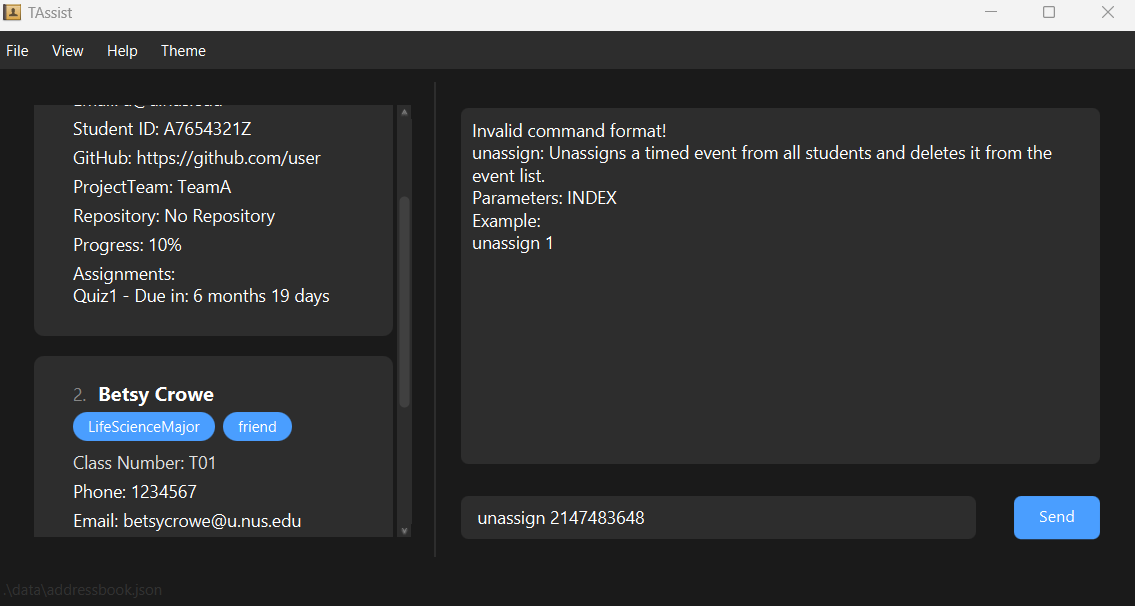 TAssist
File View Help Theme
Student ID: A7654321Z
GitHub: https://github.com/user
ProjectTeam: TeamA
Repository: No Repository
Progress: 10%
Assignments:
Quiz1 - Due in: 6 months 19 days
2. Betsy Crowe
LifeScienceMajor friend
Class Number: T01
Phone: 1234567
Email: betsycrowe@u.nus.edu
Invalid command format!
unassign: Unassigns a timed event from all students and deletes it from the
event list.
Parameters: INDEX
Example:
unassign 1
unassign 2147483648
Send
.\data\addressbook.json